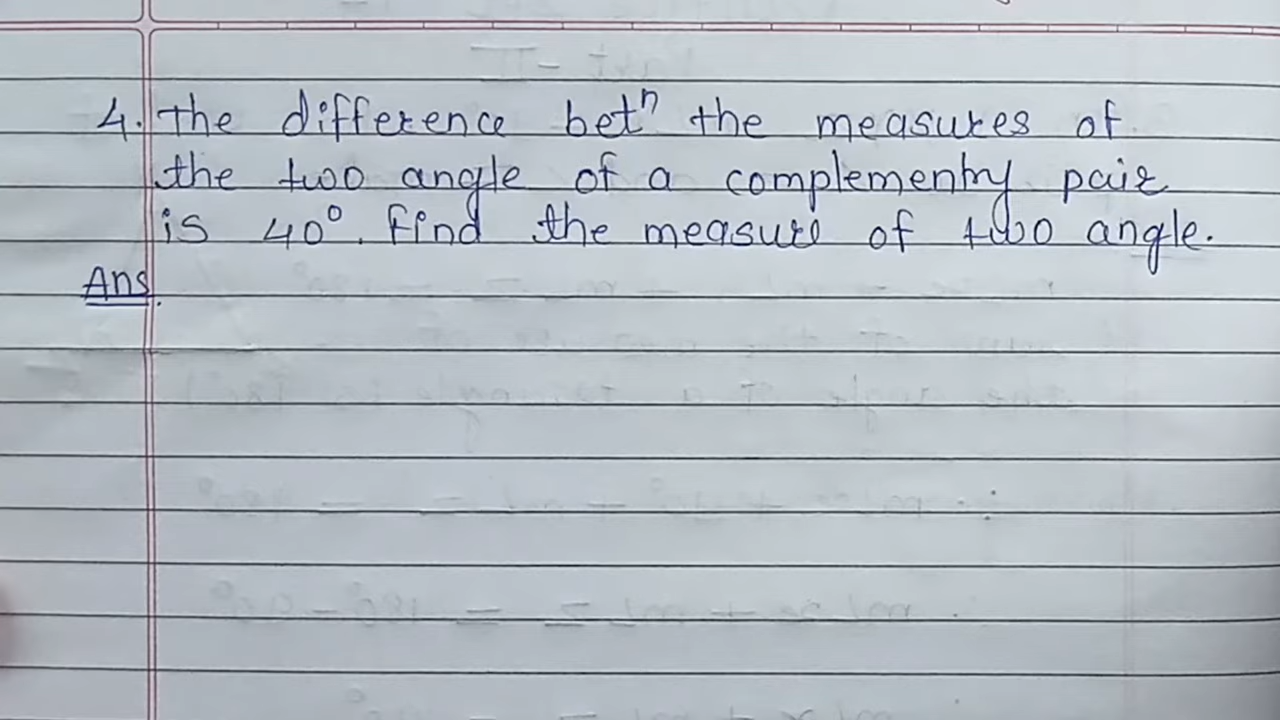 4. The difference betⁿ the measures of
the two angle of a complementry pair
is 40°. Find the measure of two angle.
Ans.